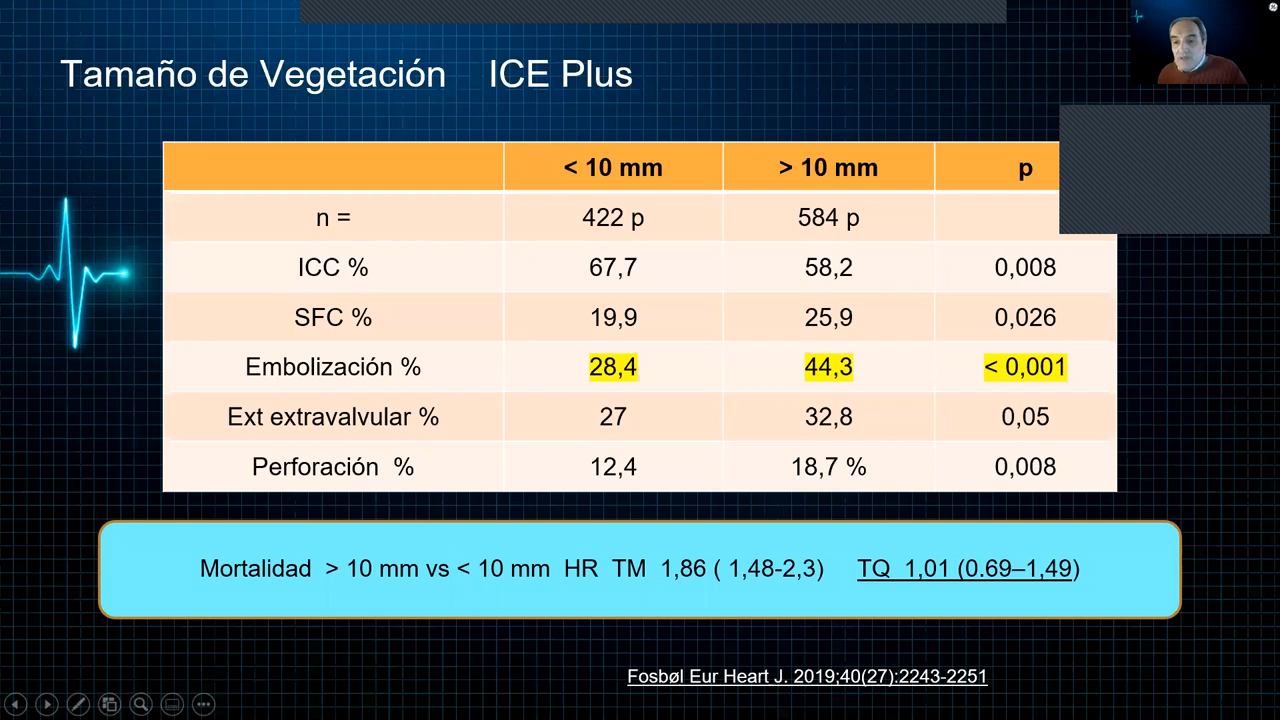 Tamaño de Vegetación ICE Plus
< 10 mm > 10 mm p
n = 422 p 584 p
ICC % 67,7 58,2 0,008
SFC % 19,9 25,9 0,026
Embolización % 28,4 44,3 < 0,001
Ext extravalvular % 27 32,8 0,05
Perforación % 12,4 18,7 % 0,008
Mortalidad > 10 mm vs < 10 mm HR TM 1,86 ( 1,48-2,3) TQ 1,01 (0.69–1,49)
Fosbøl Eur Heart J. 2019;40(27):2243-2251